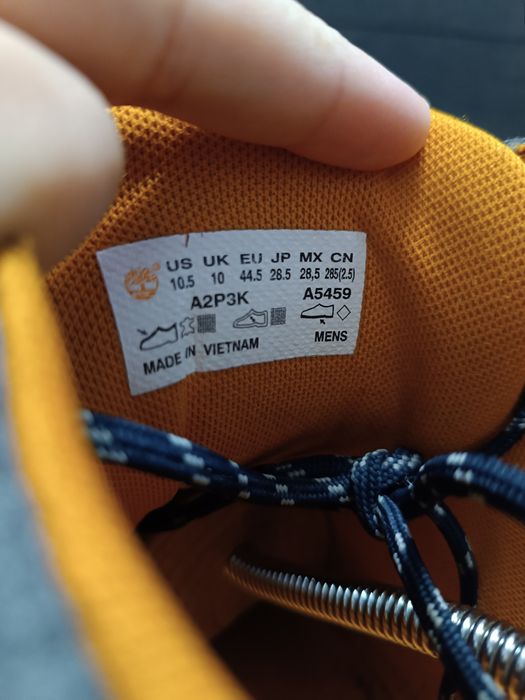 US UK EU JP MX CN
10.5 10 44.5 28.5 28,5 285(2.5)
A2P3K A5459
MADE IN VIETNAM MENS